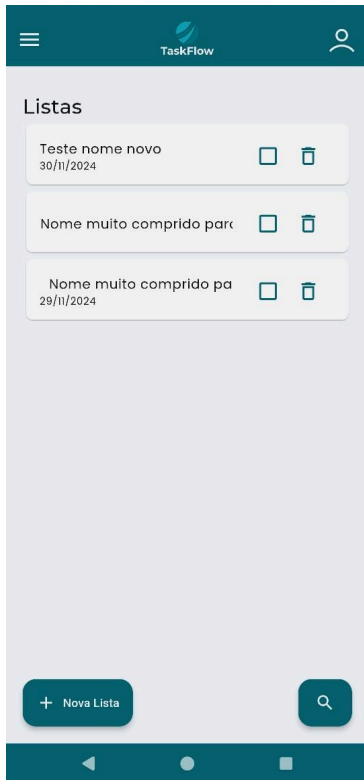 TaskFlow
Listas
Teste nome novo
30/11/2024
Nome muito comprido par
Nome muito comprido pa
29/11/2024
+ Nova Lista